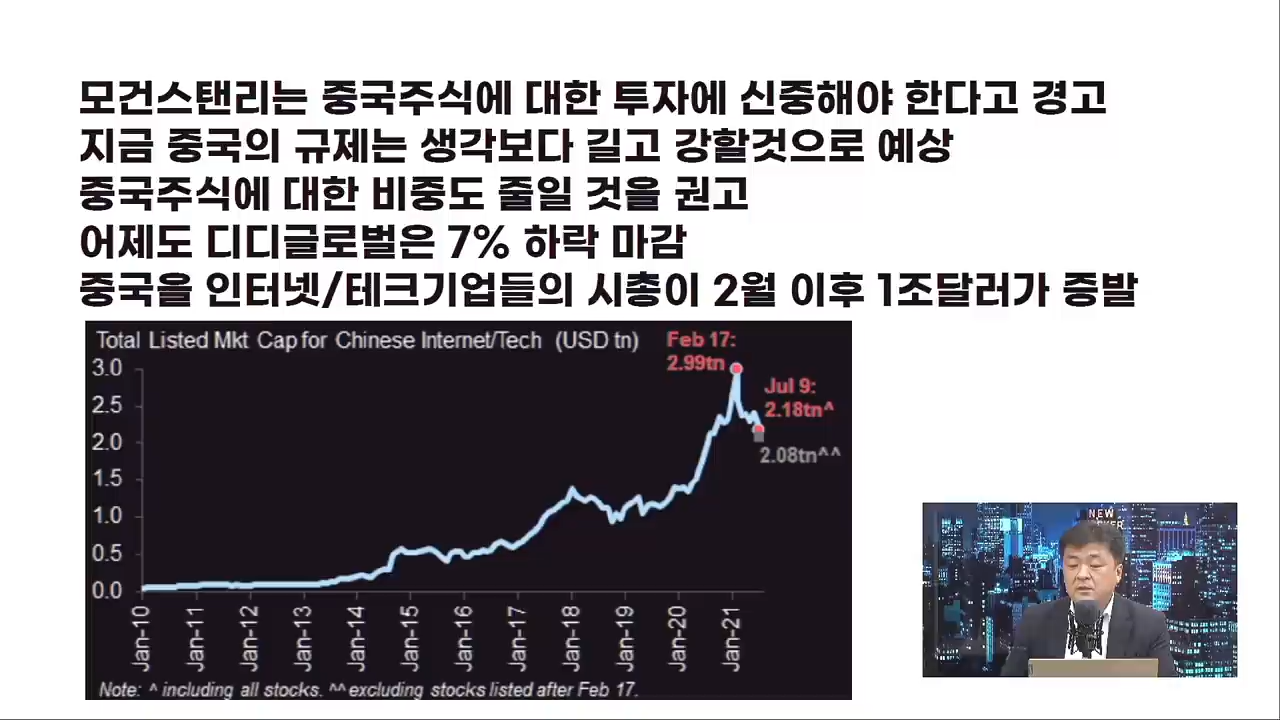 모건스탠리는 중국주식에 대한 투자에 신중해야 한다고 경고
지금 중국의 규제는 생각보다 길고 강할것으로 예상
중국주식에 대한 비중도 줄일 것을 권고
어제도 디디글로벌은 7% 하락 마감
중국을 인터넷/테크기업들의 시총이 2월 이후 1조달러가 증발
Total Listed Mkt Cap for Chinese Internet/Tech (USD tn)
Feb 17:
2.99tn
Jul 9:
2.18tn^
2.08tn^^
3.0
2.5
2.0
1.5
1.0
0.5
0.0
Jan-10
Jan-11
Jan-12
Jan-13
Jan-14
Jan-15
Jan-16
Jan-17
Jan-18
Jan-19
Jan-20
Jan-21
Note: ^ including all stocks. ^^ excluding stocks listed after Feb 17.
NEW